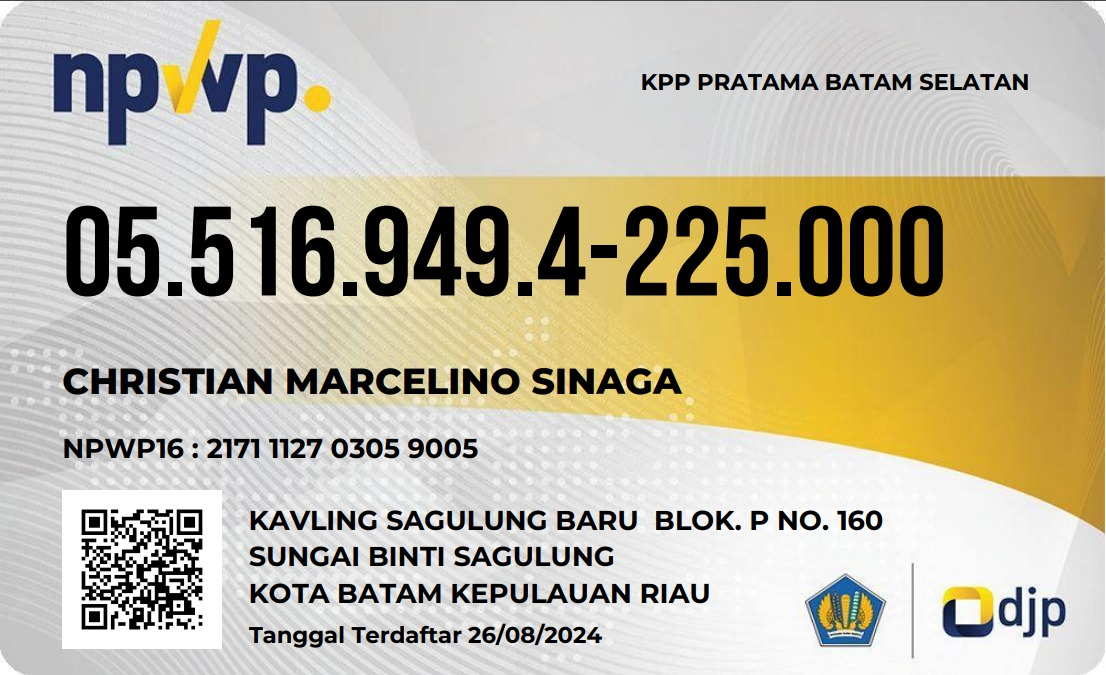 npwp.
KPP PRATAMA BATAM SELATAN
05.516.949.4-225.000
CHRISTIAN MARCELINO SINAGA
NPWP16 : 2171 1127 0305 9005
KAVLING SAGULUNG BARU  BLOK. P NO. 160
SUNGAI BINTI SAGULUNG
KOTA BATAM KEPULAUAN RIAU
Tanggal Terdaftar 26/08/2024
djp